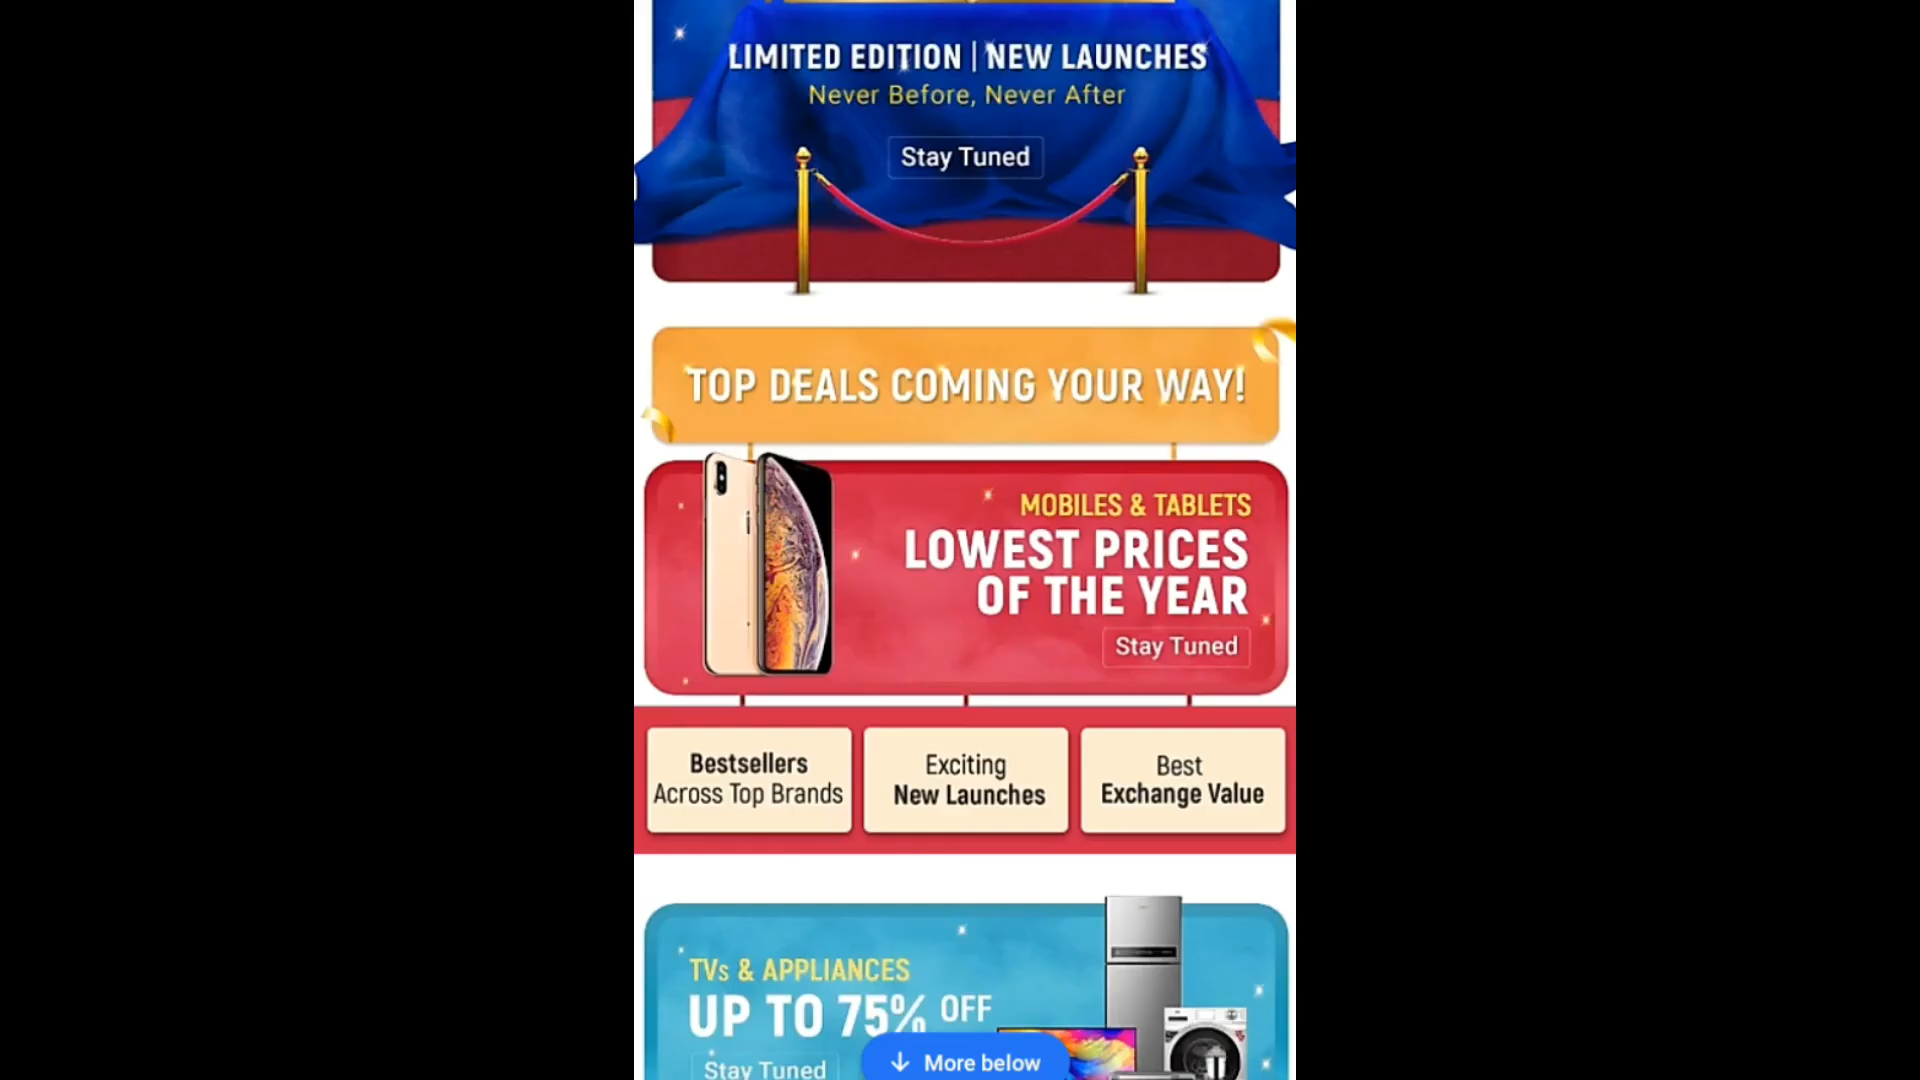 LIMITED EDITION | NEW LAUNCHES
Never Before, Never After
Stay Tuned
TOP DEALS COMING YOUR WAY!
MOBILES & TABLETS
LOWEST PRICES
OF THE YEAR
Stay Tuned
Bestsellers
Across Top Brands
Exciting
New Launches
Best
Exchange Value
TVs & APPLIANCES
UP TO 75% OFF
Stay Tuned
↓ More below